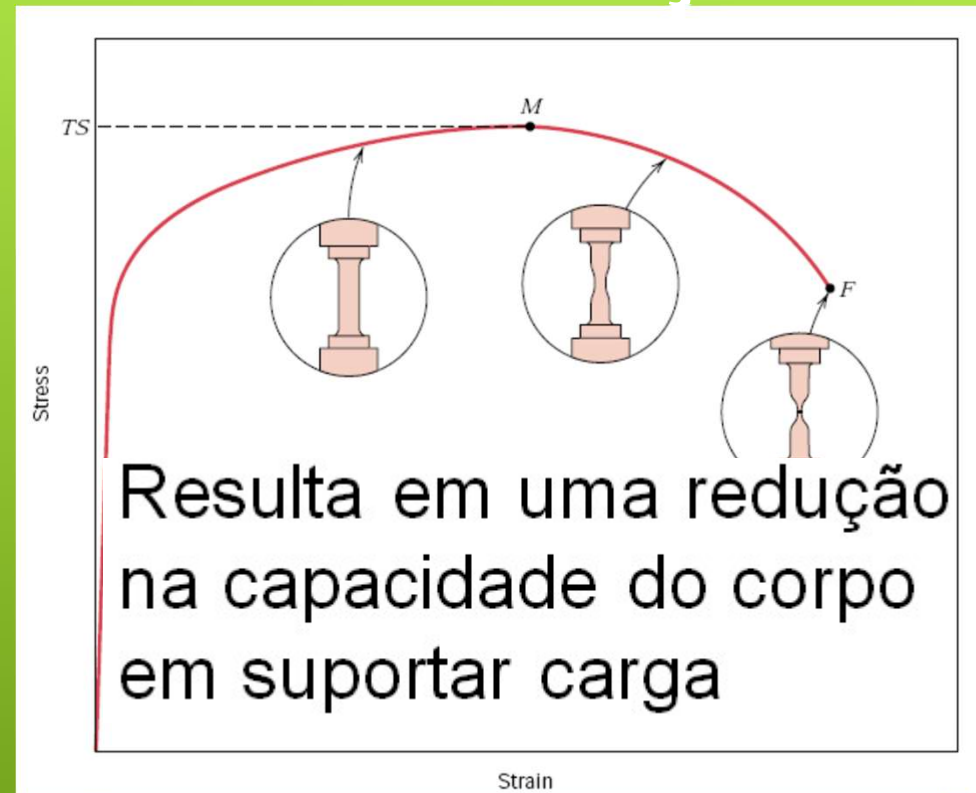 M
TS
F
Stress
Resulta em uma redução
na capacidade do corpo
em suportar carga
Strain